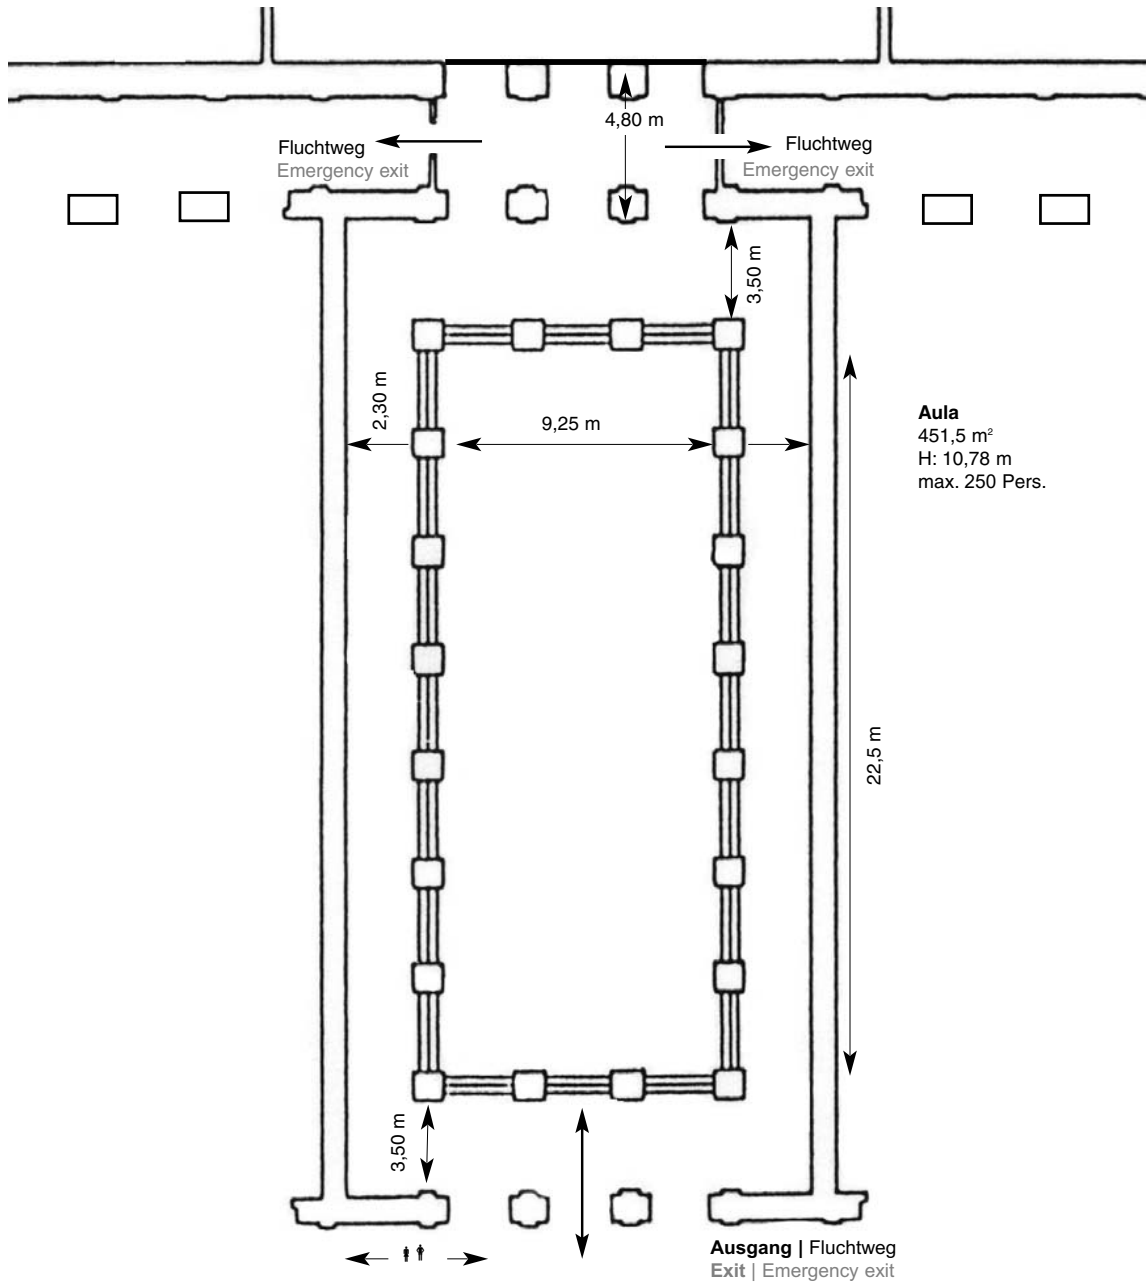 4,80 m
Fluchtweg
Emergency exit
Fluchtweg
Emergency exit
3,50 m
2,30 m
9,25 m
Aula
451,5 m²
H: 10,78 m
max. 250 Pers.
22,5 m
3,50 m
Ausgang | Fluchtweg
Exit | Emergency exit